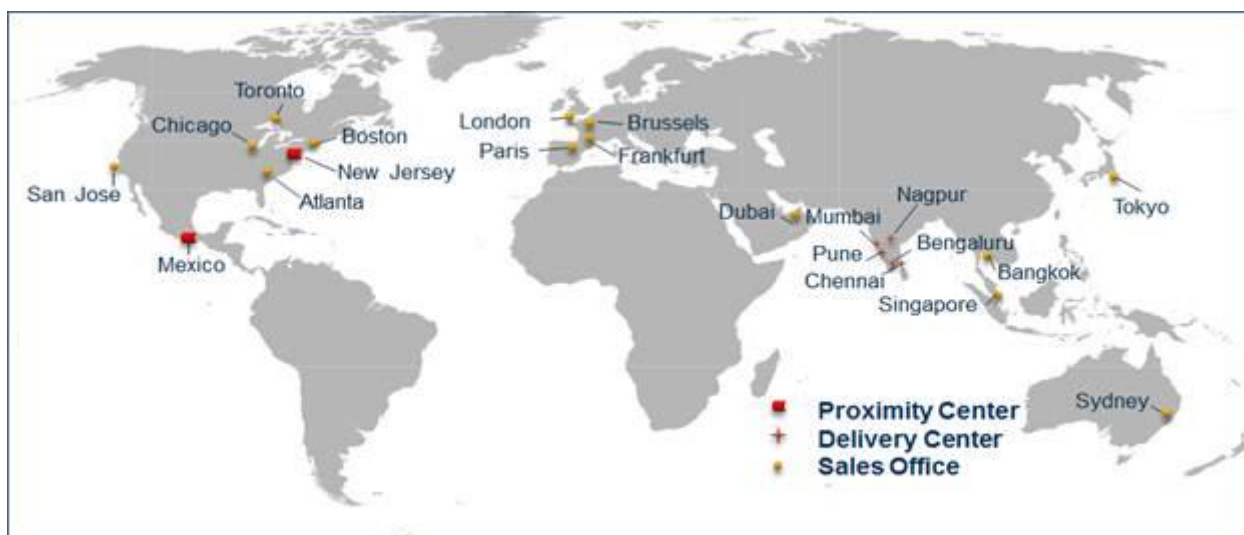 Toronto
Chicago
Boston
New Jersey
San Jose
Atlanta
Mexico
London
Brussels
Paris
Frankfurt
Dubai
Mumbai
Nagpur
Pune
Bengaluru
Chennai
Bangkok
Singapore
Tokyo
Sydney
Proximity Center
Delivery Center
Sales Office